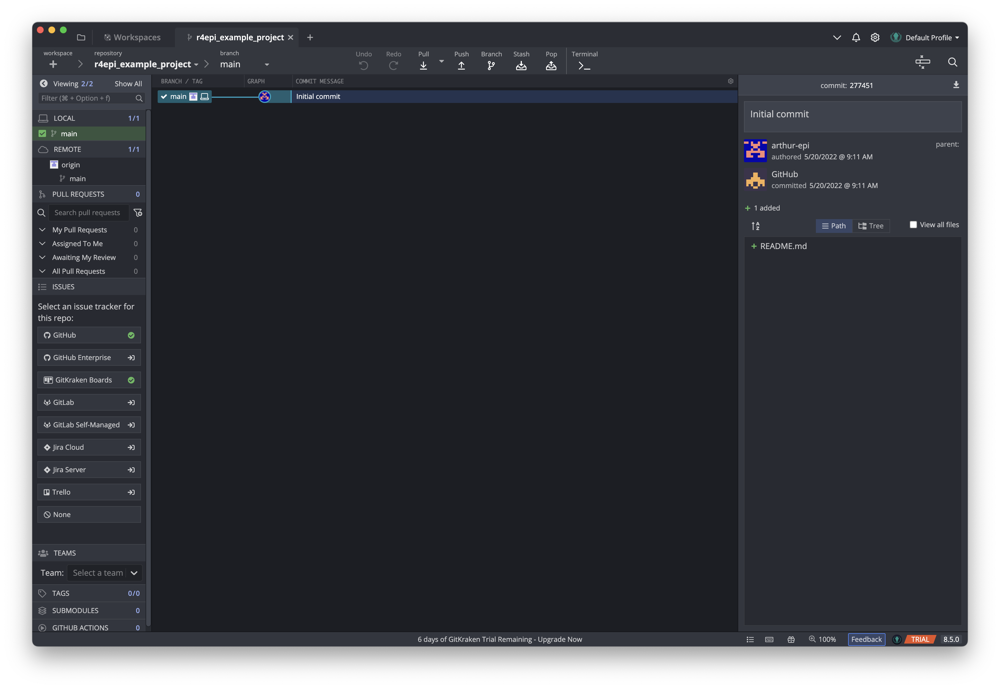 Workspaces
r4epi_example_project
Default Profile
workspace
repository
r4epi_example_project
branch
main
Undo
Redo
Pull
Push
Branch
Stash
Pop
Terminal
Viewing 2/2 Show All
Filter (⌘ + Option + f)
LOCAL 1/1
main
REMOTE 1/1
origin
main
PULL REQUESTS 0
Search pull requests
My Pull Requests 0
Assigned To Me 0
Awaiting My Review 0
All Pull Requests 0
ISSUES
Select an issue tracker for
this repo:
GitHub
GitHub Enterprise
GitKraken Boards
GitLab
GitLab Self-Managed
Jira Cloud
Jira Server
Trello
None
TEAMS
Team: Select a team
TAGS 0/0
SUBMODULES 0
GITHUB ACTIONS 0
BRANCH / TAG GRAPH COMMIT MESSAGE
main Initial commit
commit: 277451
Initial commit
arthur-epi parent:
authored 5/20/2022 @ 9:11 AM
GitHub
committed 5/20/2022 @ 9:11 AM
+ 1 added
Path Tree View all files
+ README.md
6 days of GitKraken Trial Remaining - Upgrade Now
100% Feedback TRIAL 8.5.0